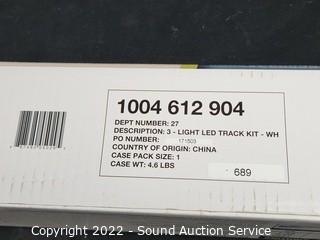 1004 612 904
DEPT NUMBER: 27
DESCRIPTION: 3 - LIGHT LED TRACK KIT - WH
PO NUMBER: 171503
COUNTRY OF ORIGIN: CHINA
CASE PACK SIZE: 1
CASE WT: 4.6 LBS
689
Copyright 2022 - Sound Auction Service